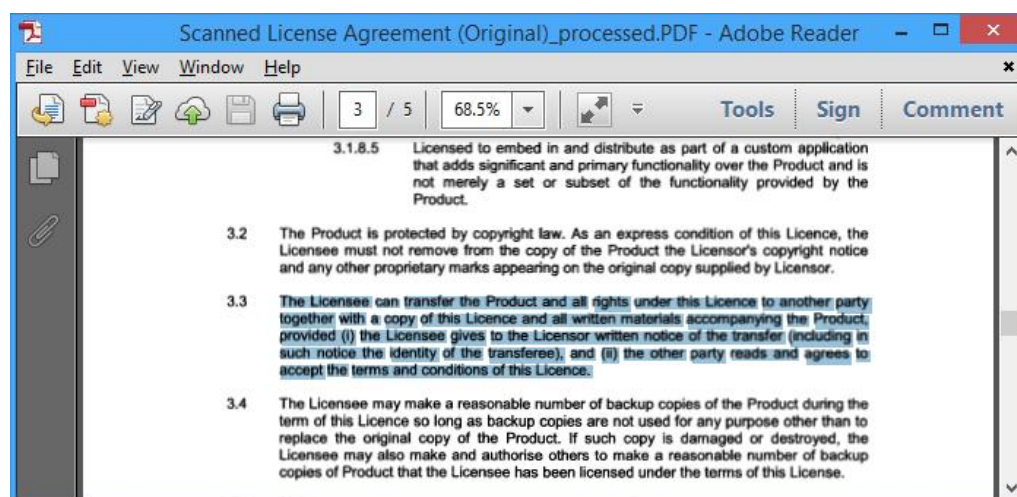 Scanned License Agreement (Original)_processed.PDF - Adobe Reader
File Edit View Window Help
3 / 5 68.5% Tools Sign Comment
3.1.8.5 Licensed to embed in and distribute as part of a custom application
that adds significant and primary functionality over the Product and is
not merely a set or subset of the functionality provided by the
Product.
3.2 The Product is protected by copyright law. As an express condition of this Licence, the
Licensee must not remove from the copy of the Product the Licensor's copyright notice
and any other proprietary marks appearing on the original copy supplied by Licensor.
3.3 The Licensee can transfer the Product and all rights under this Licence to another party
together with a copy of this Licence and all written materials accompanying the Product,
provided (i) the Licensee gives to the Licensor written notice of the transfer (including in
such notice the identity of the transferee), and (ii) the other party reads and agrees to
accept the terms and conditions of this Licence.
3.4 The Licensee may make a reasonable number of backup copies of the Product during the
term of this Licence so long as backup copies are not used for any purpose other than to
replace the original copy of the Product. If such copy is damaged or destroyed, the
Licensee may also make and authorise others to make a reasonable number of backup
copies of Product that the Licensee has been licensed under the terms of this License.